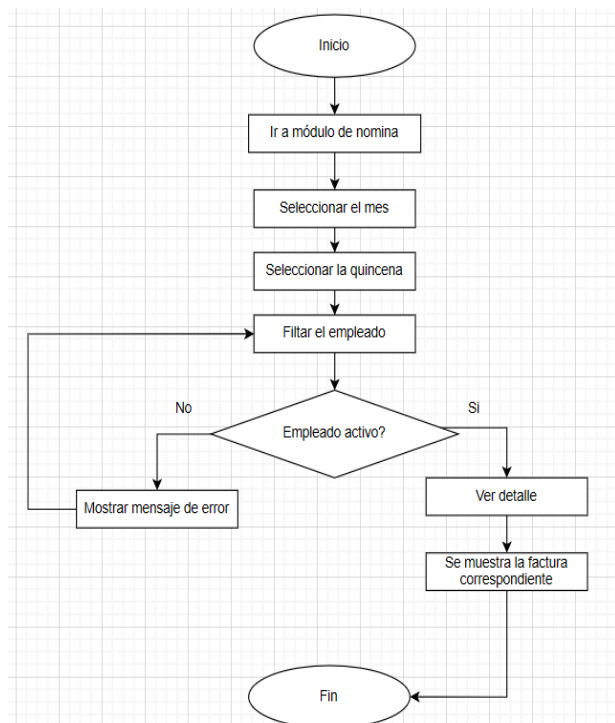 Inicio
Ir a módulo de nomina
Seleccionar el mes
Seleccionar la quincena
Filtar el empleado
No
Si
Empleado activo?
Ver detalle
Mostrar mensaje de error
Se muestra la factura
correspondiente
Fin